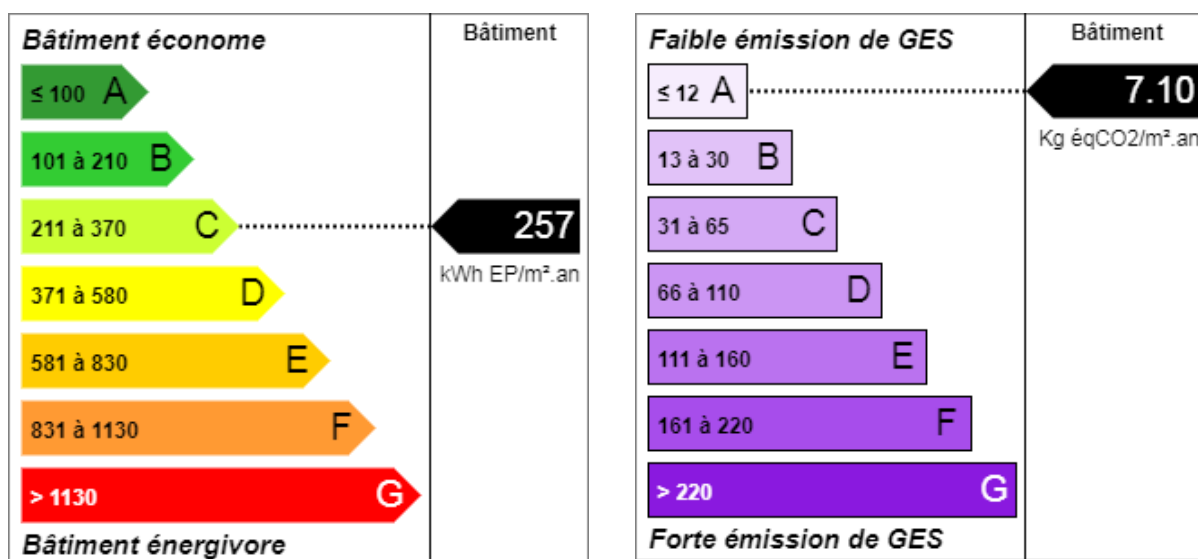 Bâtiment économe
Bâtiment
≤ 100 A
101 à 210 B
211 à 370 C
257
kWh EP/m².an
371 à 580 D
581 à 830 E
831 à 1130 F
> 1130 G
Bâtiment énergivore
Faible émission de GES
Bâtiment
≤ 12 A
7.10
Kg éqCO2/m².an
13 à 30 B
31 à 65 C
66 à 110 D
111 à 160 E
161 à 220 F
> 220 G
Forte émission de GES